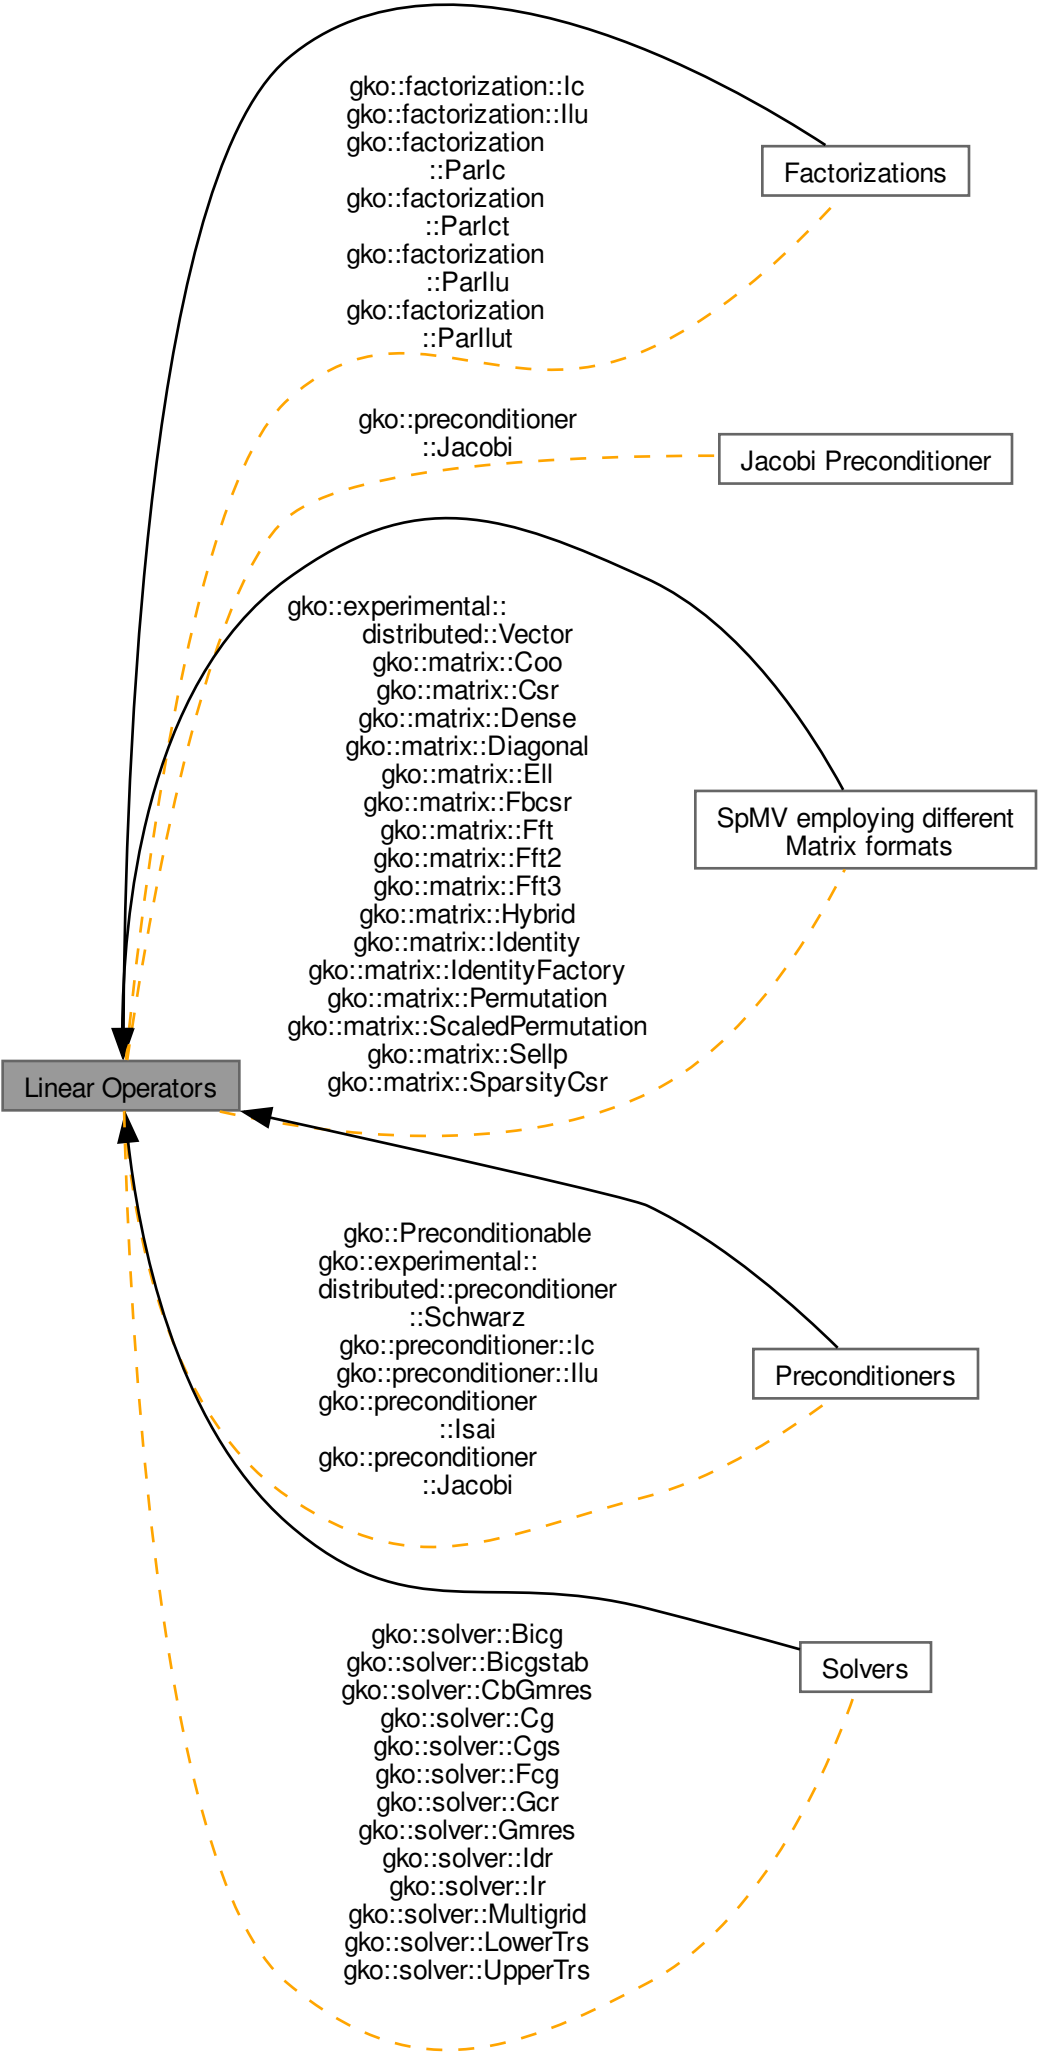 gko::factorization::Ic
gko::factorization::Ilu
gko::factorization
::ParIc
gko::factorization
::ParIct
gko::factorization
::ParIlu
gko::factorization
::ParIlut
Factorizations
gko::preconditioner
::Jacobi
Jacobi Preconditioner
gko::experimental::
distributed::Vector
gko::matrix::Coo
gko::matrix::Csr
gko::matrix::Dense
gko::matrix::Diagonal
gko::matrix::Ell
gko::matrix::Fbcsr
gko::matrix::Fft
gko::matrix::Fft2
gko::matrix::Fft3
gko::matrix::Hybrid
gko::matrix::Identity
gko::matrix::IdentityFactory
gko::matrix::Permutation
gko::matrix::ScaledPermutation
gko::matrix::Sellp
gko::matrix::SparsityCsr
SpMV employing different
Matrix formats
Linear Operators
gko::Preconditionable
gko::experimental::
distributed::preconditioner
::Schwarz
gko::preconditioner::Ic
gko::preconditioner::Ilu
gko::preconditioner
::Isai
gko::preconditioner
::Jacobi
Preconditioners
gko::solver::Bicg
gko::solver::Bicgstab
gko::solver::CbGmres
gko::solver::Cg
gko::solver::Cgs
gko::solver::Fcg
gko::solver::Gcr
gko::solver::Gmres
gko::solver::Idr
gko::solver::Ir
gko::solver::Multigrid
gko::solver::LowerTrs
gko::solver::UpperTrs
Solvers